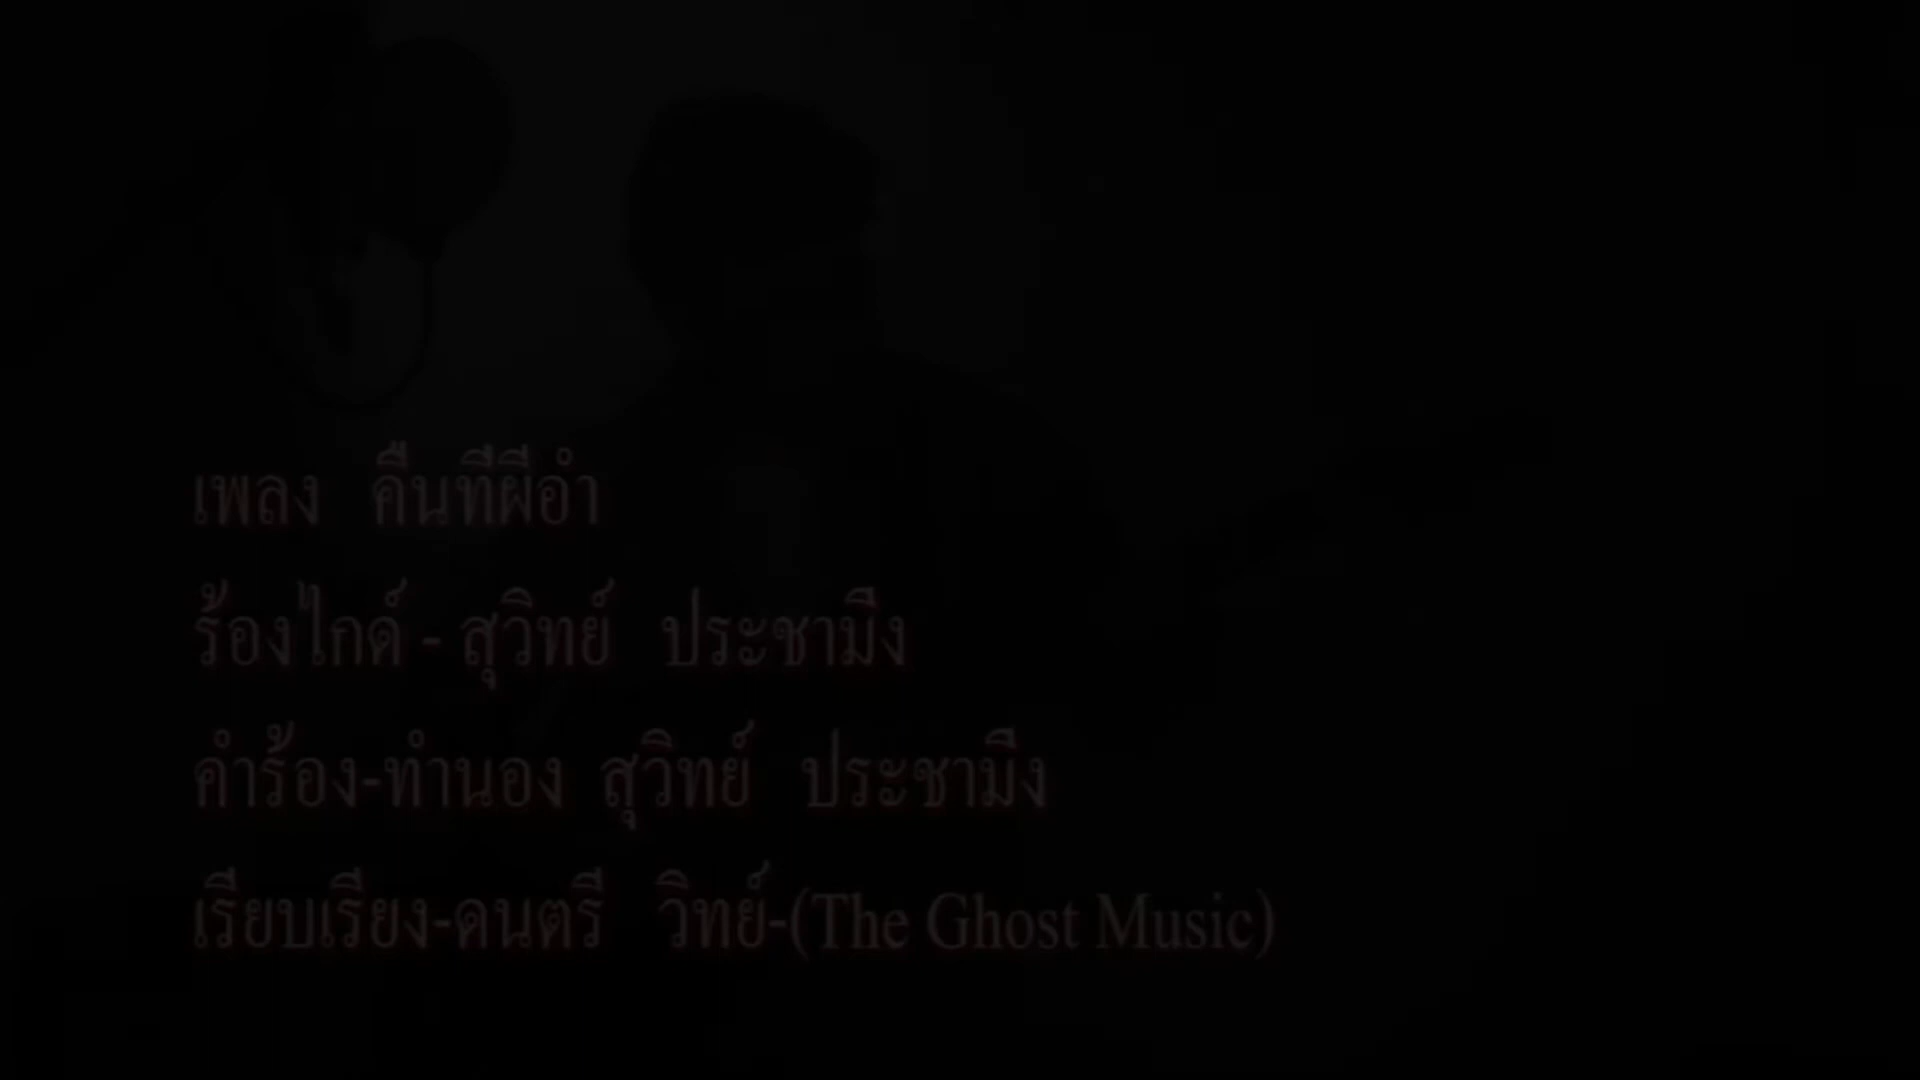 เพลง คืนที่ผีอำ
ร้องไกด์ - สุวิทย์ ประชามิ่ง
คำร้อง-ทำนอง สุวิทย์ ประชามิ่ง
เรียบเรียง-ดนตรี วิทย์-(The Ghost Music)